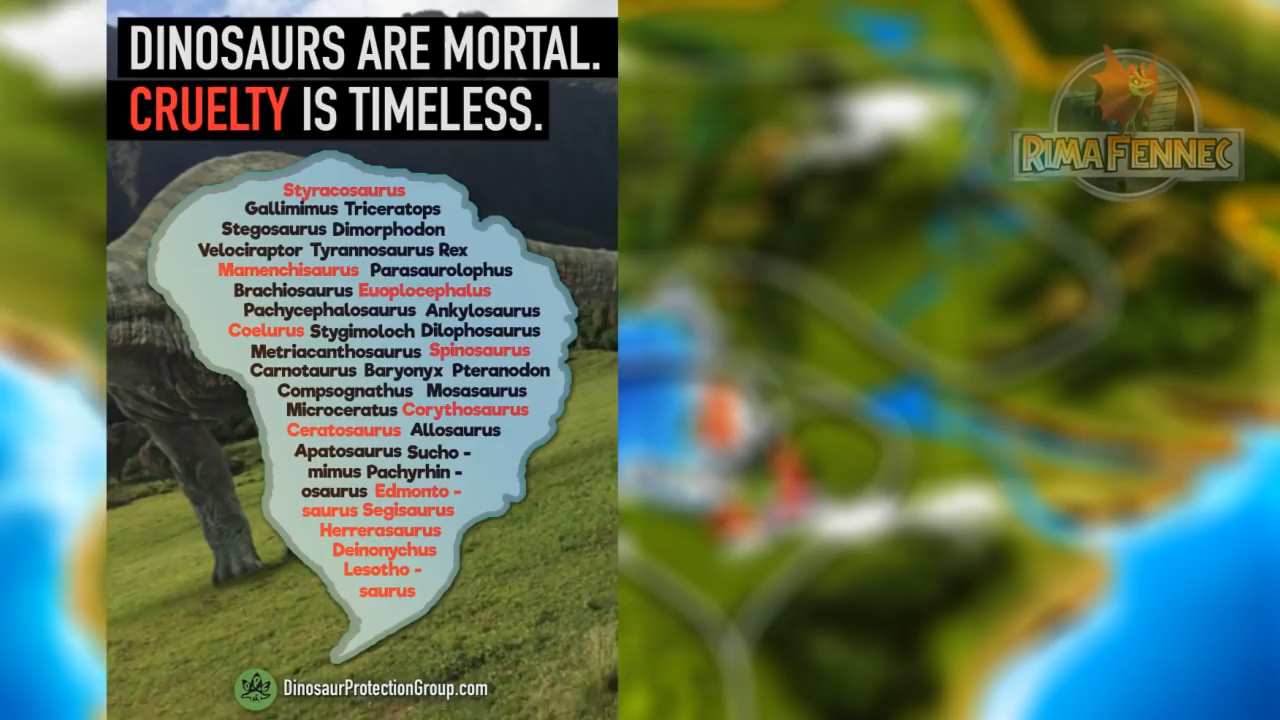 DINOSAURS ARE MORTAL.
CRUELTY IS TIMELESS.
RIMA FENNEC
Styracosaurus
Gallimimus Triceratops
Stegosaurus Dimorphodon
Velociraptor Tyrannosaurus Rex
Mamenchisaurus Parasaurolophus
Brachiosaurus Euoplocephalus
Pachycephalosaurus Ankylosaurus
Coelurus Stygimoloch Dilophosaurus
Metriacanthosaurus Spinosaurus
Carnotaurus Baryonyx Pteranodon
Compsognathus Mosasaurus
Microceratus Corythosaurus
Ceratosaurus Allosaurus
Apatosaurus Sucho -
mimus Pachyrhin -
osaurus Edmonto -
saurus Segisaurus
Herrerasaurus
Deinonychus
Lesotho -
saurus
DinosaurProtectionGroup.com